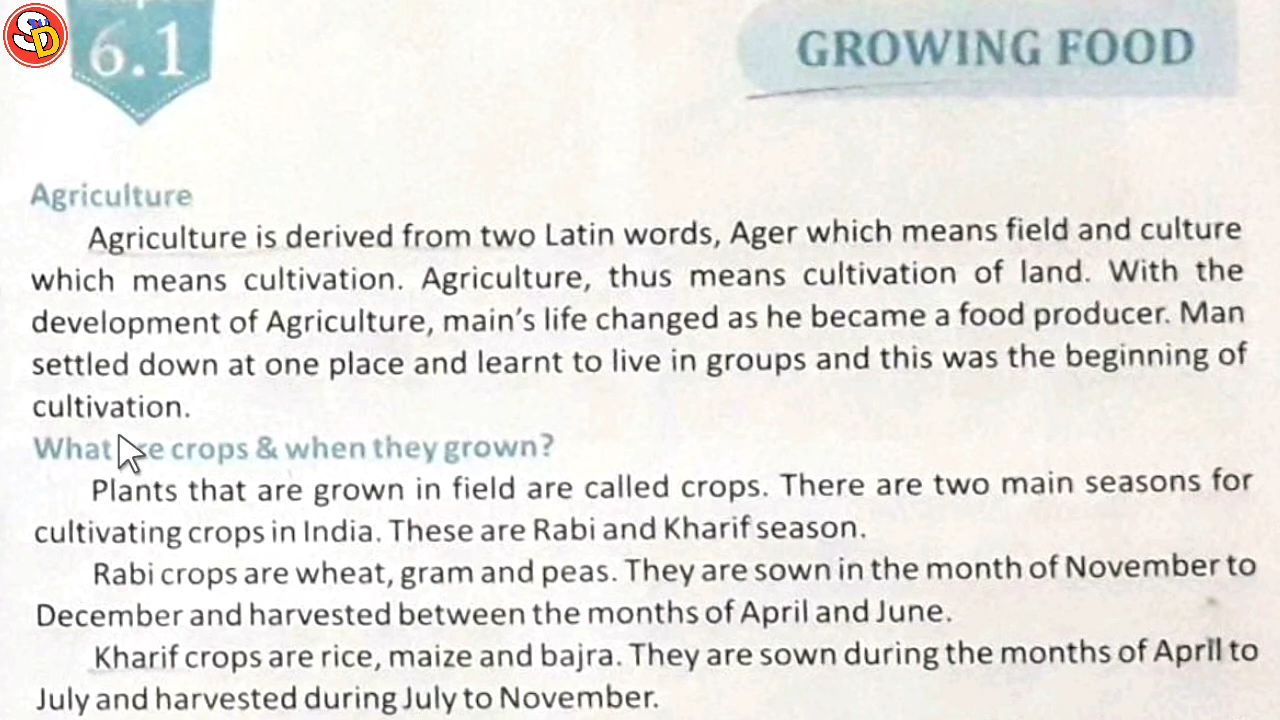 SD
6.1
GROWING FOOD
Agriculture
Agriculture is derived from two Latin words, Ager which means field and culture
which means cultivation. Agriculture, thus means cultivation of land. With the
development of Agriculture, main's life changed as he became a food producer. Man
settled down at one place and learnt to live in groups and this was the beginning of
cultivation.
What crops & when they grown?
Plants that are grown in field are called crops. There are two main seasons for
cultivating crops in India. These are Rabi and Kharif season.
Rabi crops are wheat, gram and peas. They are sown in the month of November to
December and harvested between the months of April and June.
Kharif crops are rice, maize and bajra. They are sown during the months of April to
July and harvested during July to November.